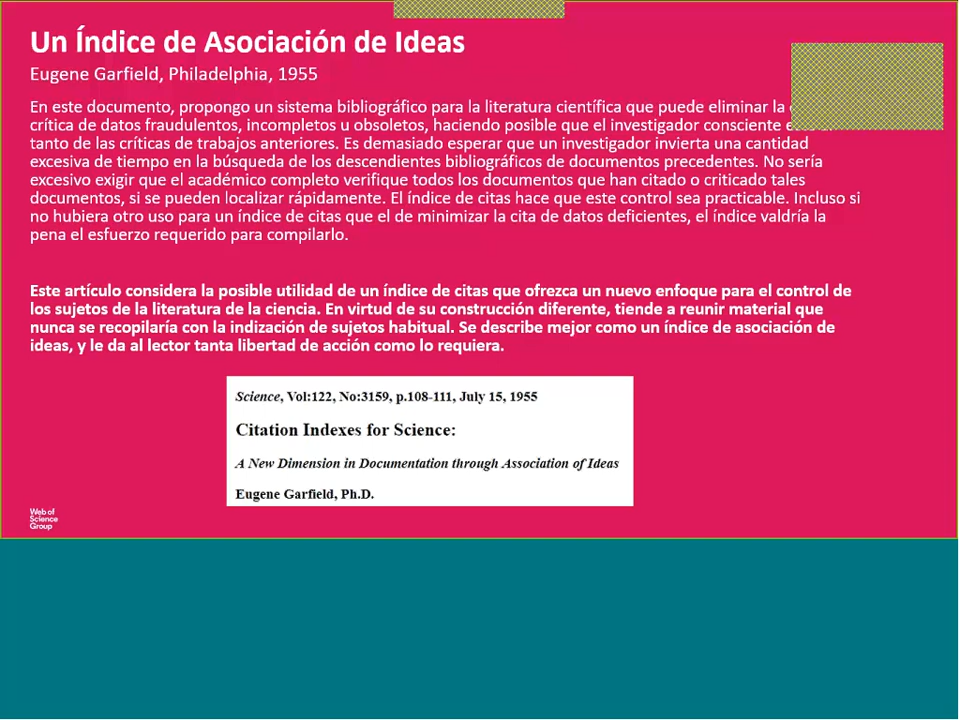 Un Índice de Asociación de Ideas
Eugene Garfield, Philadelphia, 1955
En este documento, propongo un sistema bibliográfico para la literatura científica que puede eliminar la
crítica de datos fraudulentos, incompletos u obsoletos, haciendo posible que el investigador consciente
tanto de las críticas de trabajos anteriores. Es demasiado esperar que un investigador invierta una cantidad
excesiva de tiempo en la búsqueda de los descendientes bibliográficos de documentos precedentes. No sería
excesivo exigir que el académico completo verifique todos los documentos que han citado o criticado tales
documentos, si se pueden localizar rápidamente. El índice de citas hace que este control sea practicable. Incluso si
no hubiera otro uso para un índice de citas que el de minimizar la cita de datos deficientes, el índice valdría la
pena el esfuerzo requerido para compilarlo.
Este artículo considera la posible utilidad de un índice de citas que ofrezca un nuevo enfoque para el control de
los sujetos de la literatura de la ciencia. En virtud de su construcción diferente, tiende a reunir material que
nunca se recopilaría con la indización de sujetos habitual. Se describe mejor como un índice de asociación de
ideas, y le da al lector tanta libertad de acción como lo requiera.
Science, Vol:122, No:3159, p.108-111, July 15, 1955
Citation Indexes for Science:
A New Dimension in Documentation through Association of Ideas
Eugene Garfield, Ph.D.
Web of
Science
Group